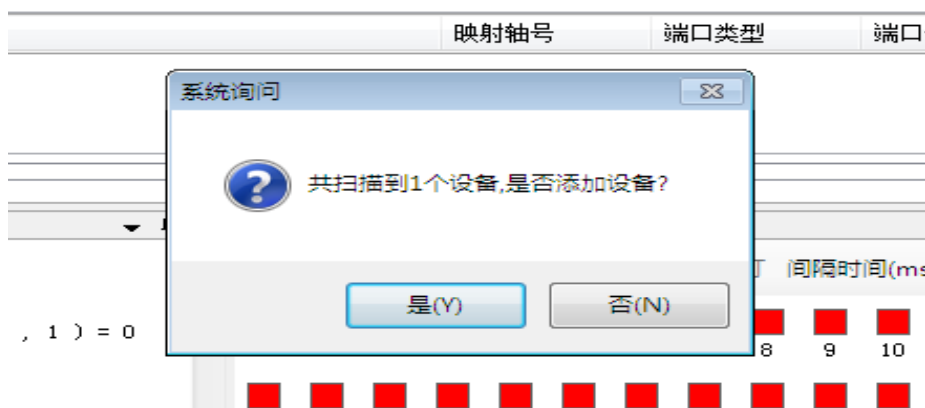 映射轴号 端口类型 端口
系统询问
共扫描到1个设备,是否添加设备?
间隔时间(ms
是(Y) 否(N)
, 1 ) = 0
8 9 10